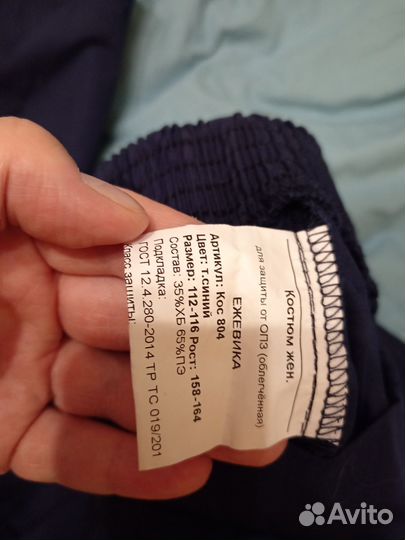 Костюм жен.
для защиты от ОПЗ (облегчённая)
ЕЖЕВИКА
Артикул: Кос 804
Цвет: т.синий
Размер: 112-116 Рост: 158-164
Состав: 35%ХБ 65%ПЭ
Подкладка:
ГОСТ 12.4.280-2014 ТР ТС 019/201
Класс защиты:
Avito